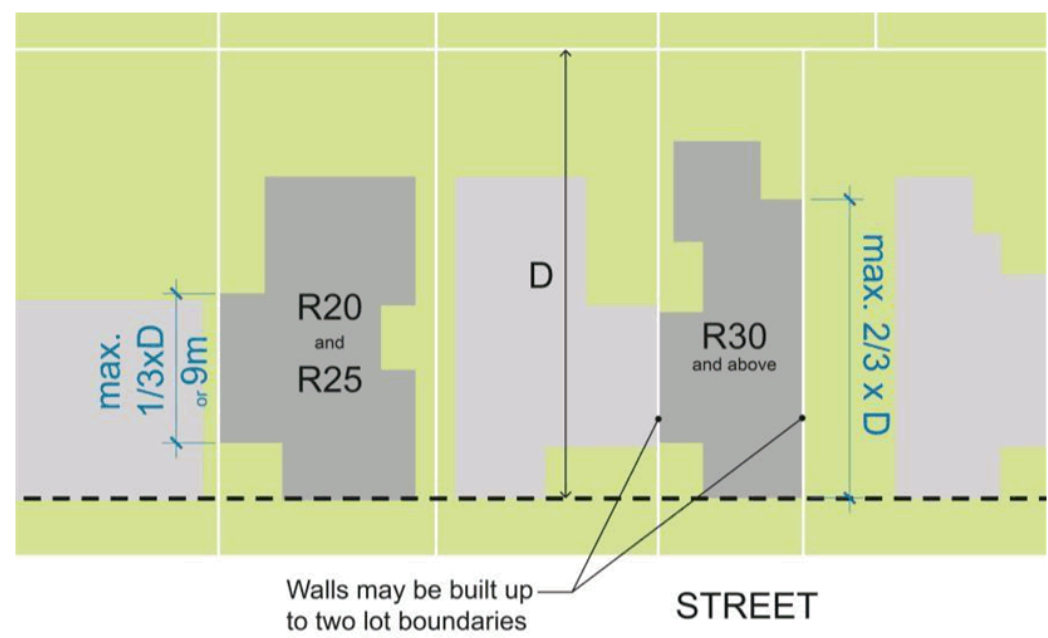 D
R20
and
R25
max.
1/3xD
or 9m
R30
and above
max. 2/3 x D
Walls may be built up
to two lot boundaries
STREET